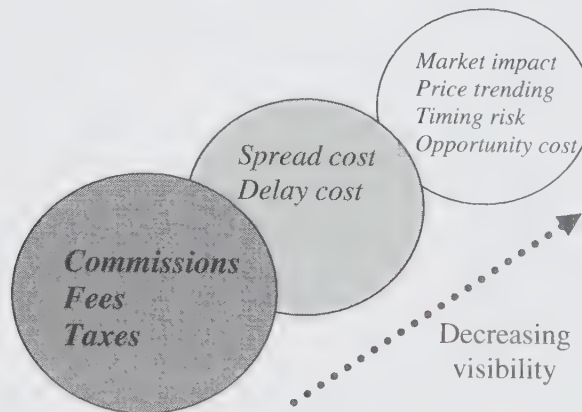 Market impact
Price trending
Timing risk
Opportunity cost
Spread cost
Delay cost
Commissions
Fees
Taxes
Decreasing
visibility